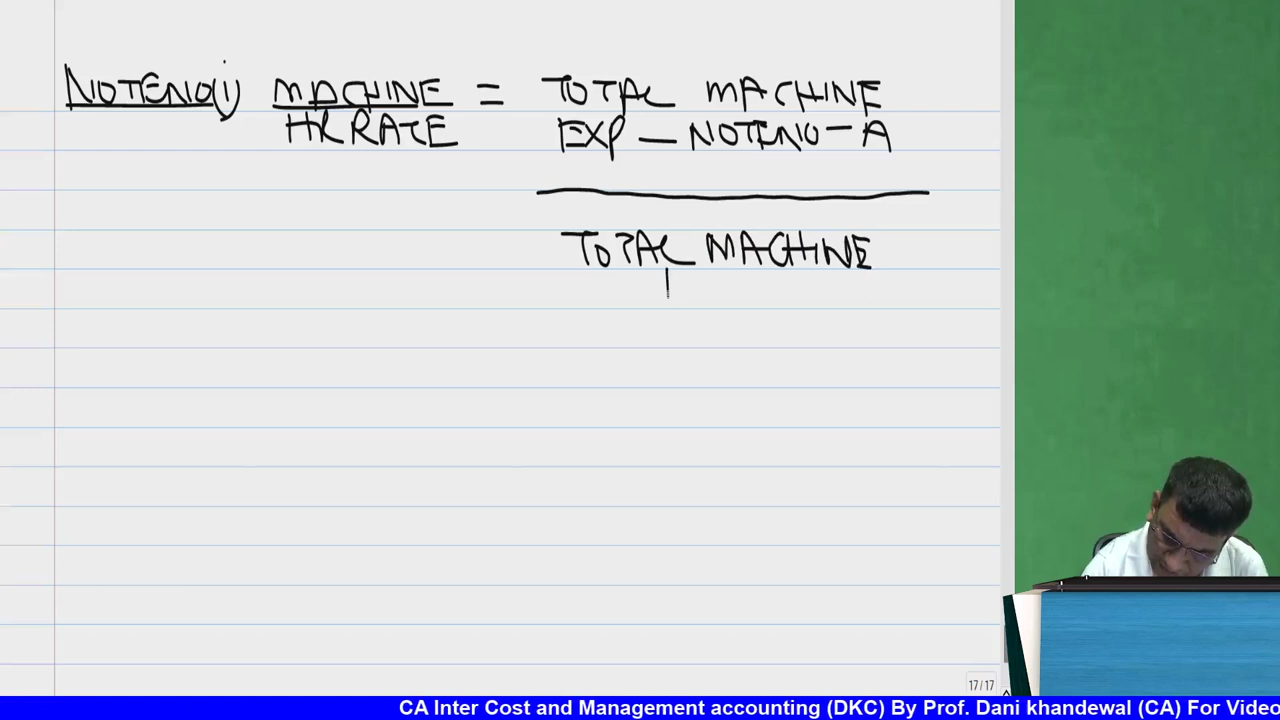 NOTENO(i) MACHINE = TOTAL MACHINE
HR RATE EXP — NOTENO - A
TOTAL MACHINE
17/17
CA Inter Cost and Management accounting (DKC) By Prof. Dani khandewal (CA) For Video